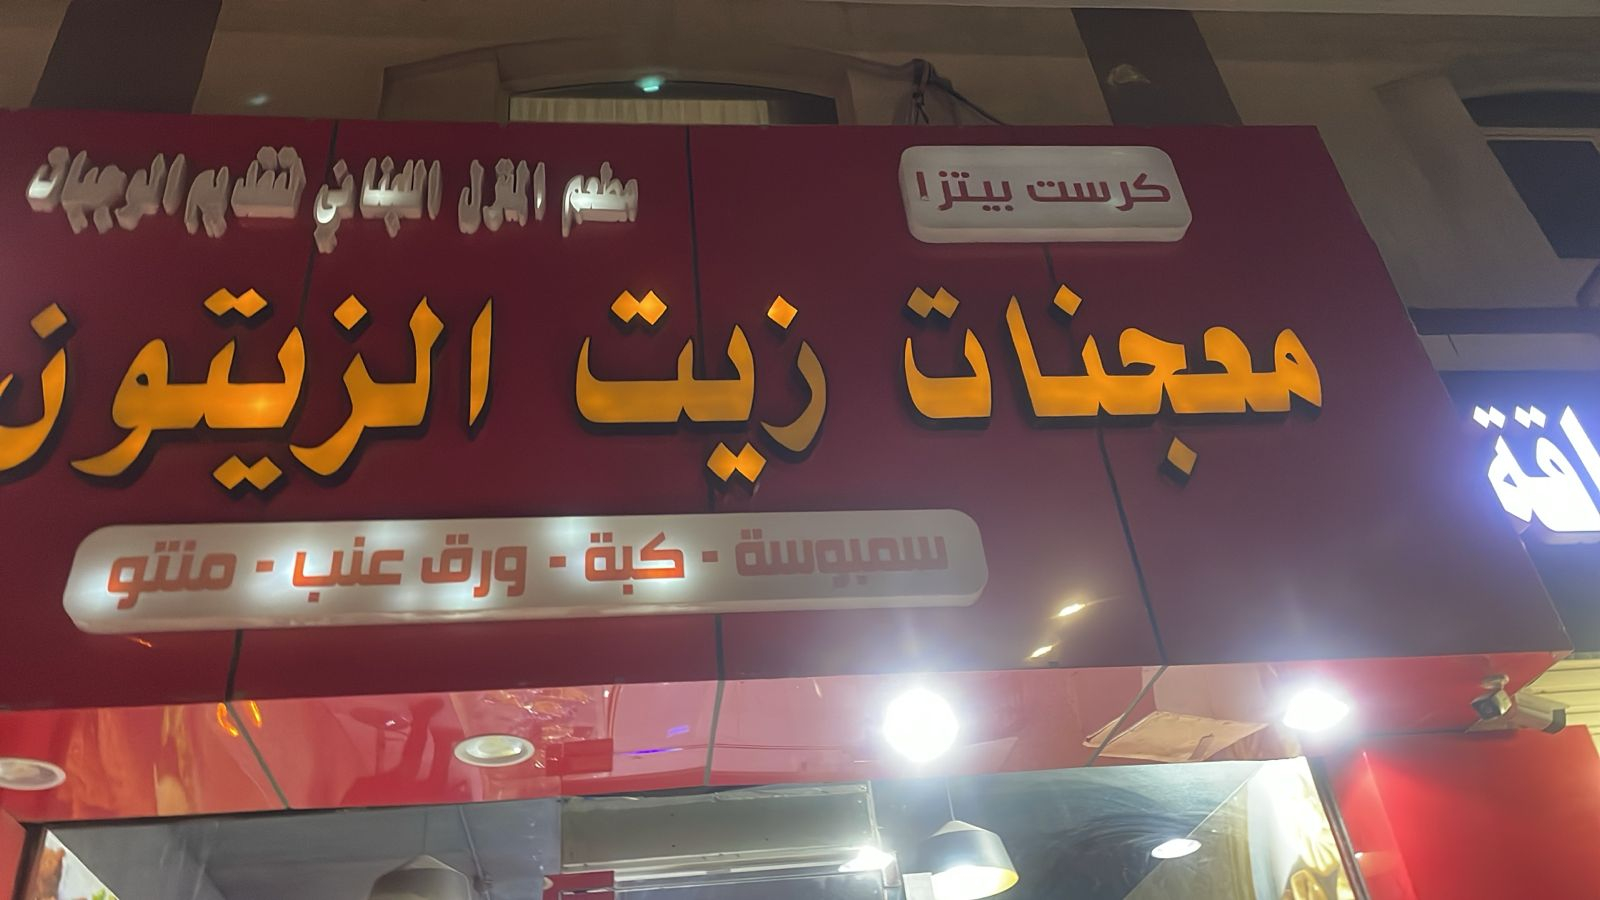 مطعم المنزل اللبناني لتقديم الوجبات
كرست بيتزا
معجنات زيت الزيتون
سمبوسة - كبة - ورق عنب - منتو